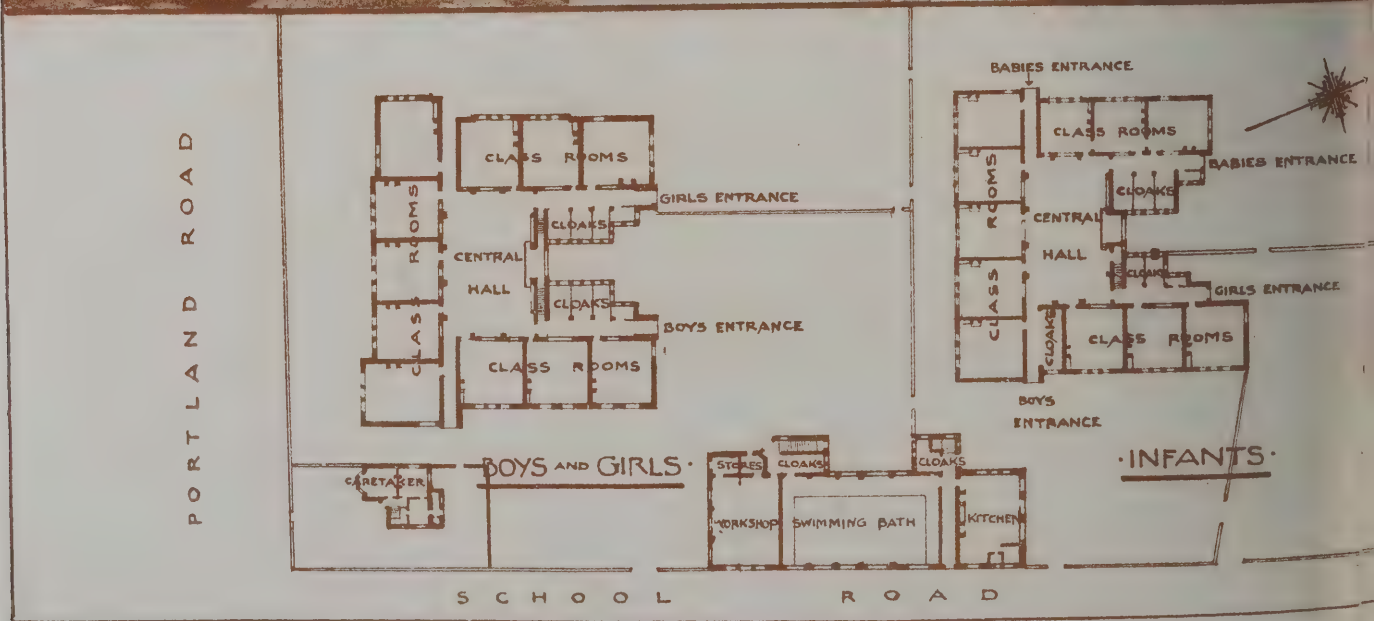 PORTLAND ROAD
CLASS ROOMS
GIRLS ENTRANCE
CLOAKS
CLASS ROOMS
CENTRAL
HALL
CLOAKS
BOYS ENTRANCE
CLASS ROOMS
BOYS AND GIRLS.
CARETAKER
STORES
CLOAKS
CLOAKS
WORKSHOP
SWIMMING BATH
KITCHEN
BABIES ENTRANCE
CLASS ROOMS
BABIES ENTRANCE
CLOAKS
CLASS ROOMS
CENTRAL
HALL
CLOAKS
GIRLS ENTRANCE
CLOAKS
CLASS ROOMS
BOYS
ENTRANCE
·INFANTS·
SCHOOL ROAD